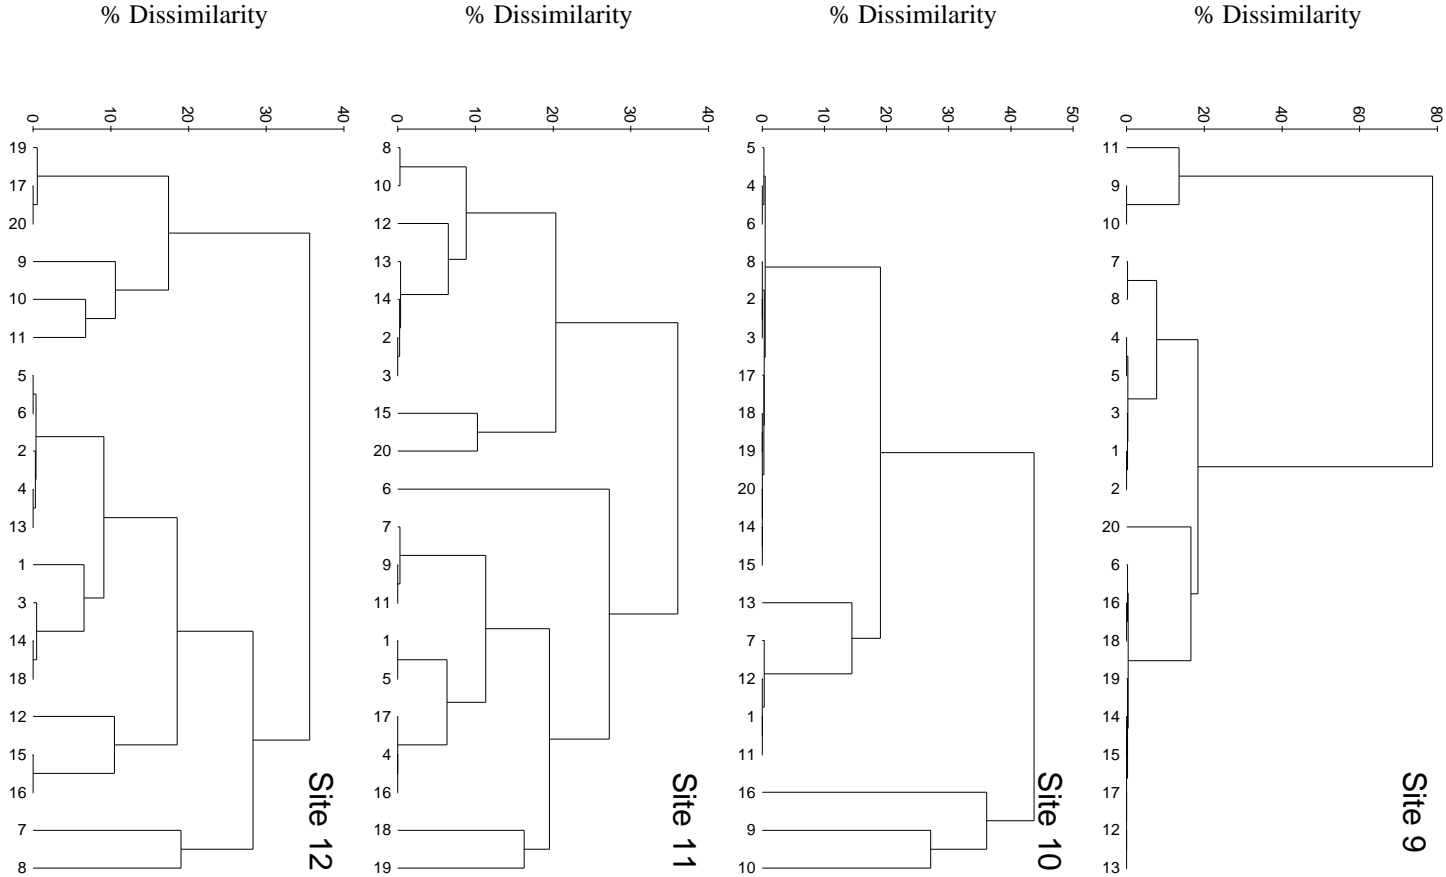 % Dissimilarity
% Dissimilarity
% Dissimilarity
% Dissimilarity
0 10 20 30 40
0 10 20 30 40
0 10 20 30 40 50
0 20 40 60 80
19 8 5 11
17 10 4 9
20 12 6 10
9 13 8 7
10 14 2 8
11 2 3 4
5 3 17 5
6 15 18 3
2 20 19 1
4 6 20 2
13 7 14 20
1 9 15 6
3 11 13 16
14 1 7 18
18 5 12 19
12 17 1 14
15 4 11 15
16 16 16 17
7 18 9 12
8 19 10 13
Site 12
Site 11
Site 10
Site 9